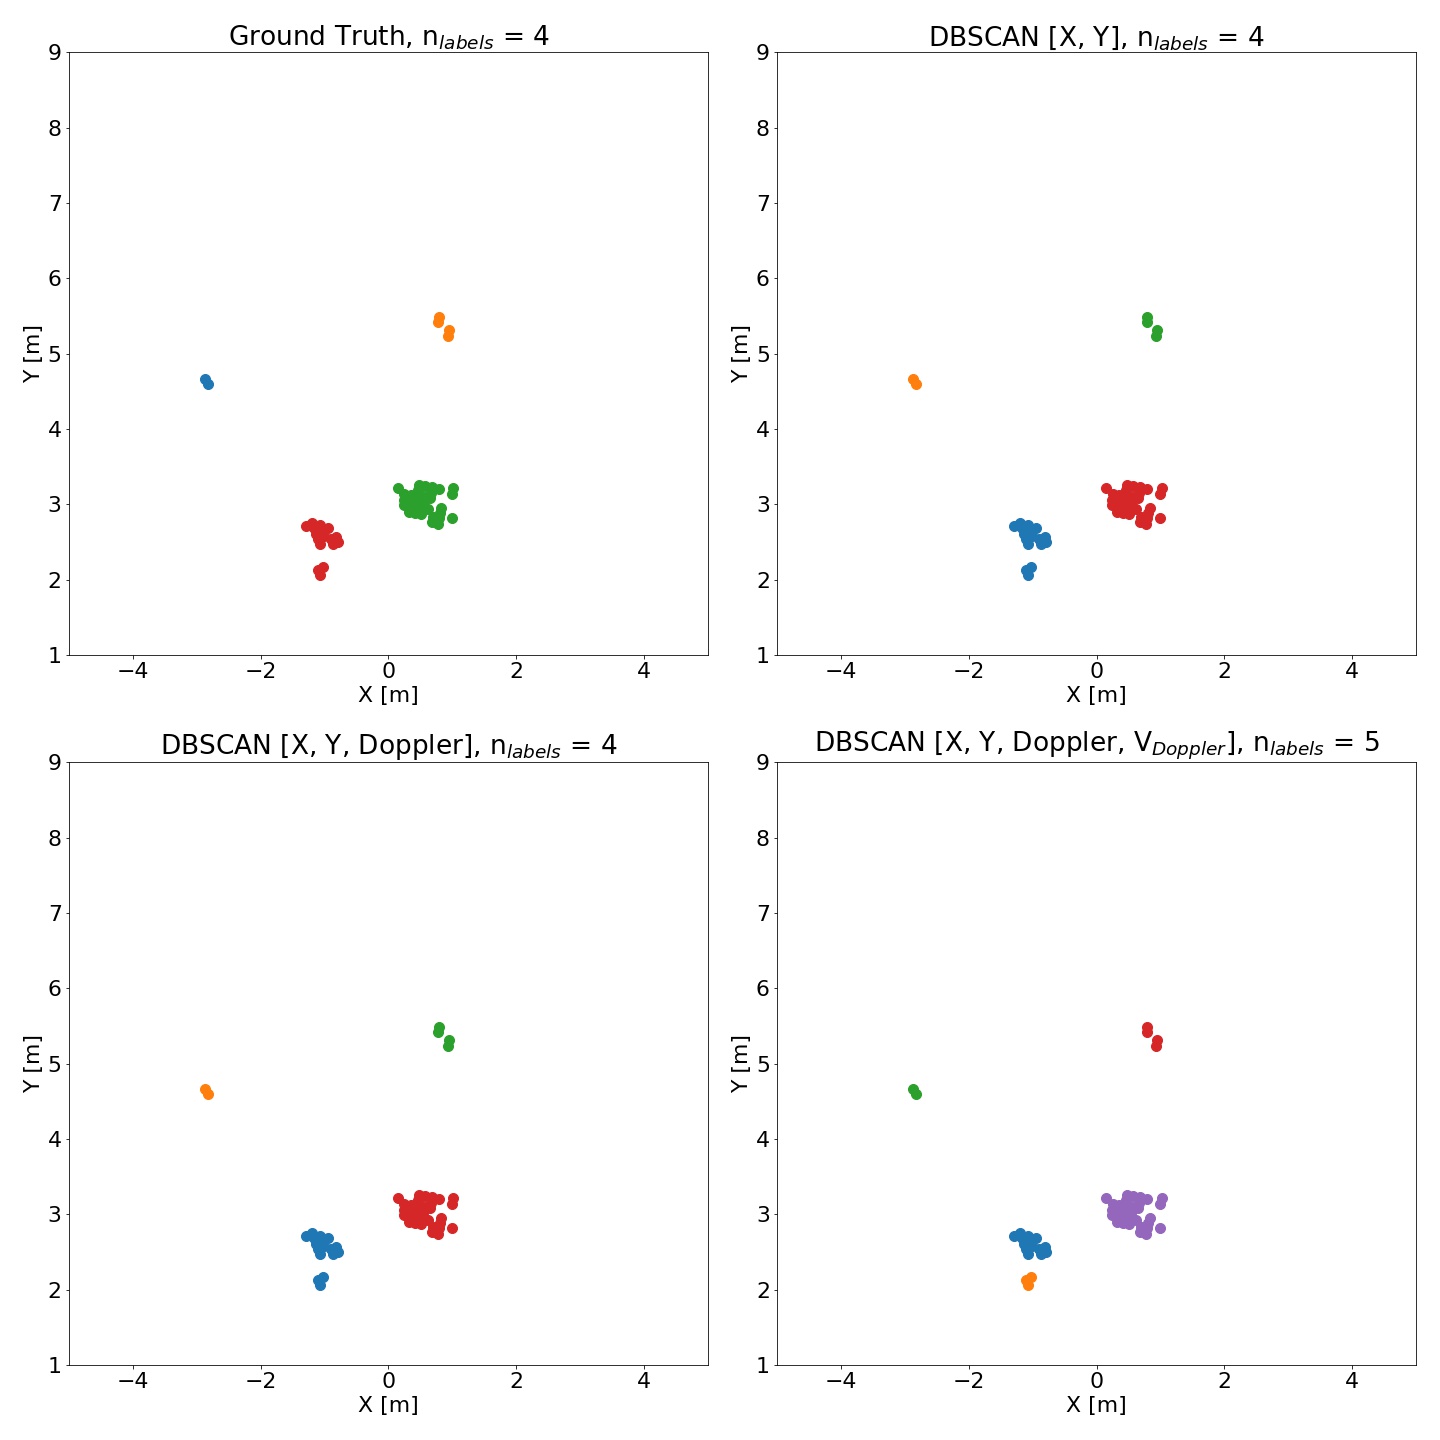 Ground Truth, n_labels = 4
9
8
7
6
5
4
3
2
1
Y [m]
−4 −2 0 2 4
X [m]
DBSCAN [X, Y], n_labels = 4
9
8
7
6
5
4
3
2
1
Y [m]
−4 −2 0 2 4
X [m]
DBSCAN [X, Y, Doppler], n_labels = 4
9
8
7
6
5
4
3
2
1
Y [m]
−4 −2 0 2 4
X [m]
DBSCAN [X, Y, Doppler, V_Doppler], n_labels = 5
9
8
7
6
5
4
3
2
1
Y [m]
−4 −2 0 2 4
X [m]